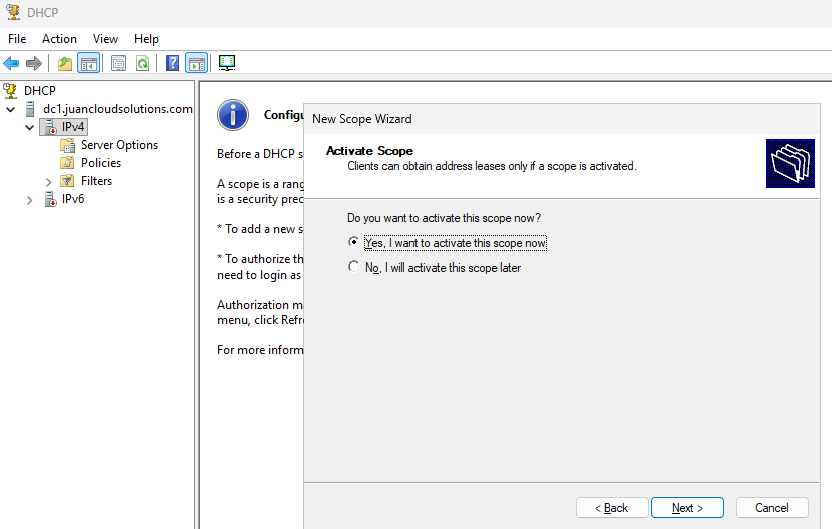 DHCP
File Action View Help
DHCP
dc1.juancloudsolutions.com
IPv4
Server Options
Policies
Filters
IPv6
Before a DHCP s
A scope is a rang
is a security prec
* To add a new s
* To authorize th
need to login as
Authorization m
menu, click Refre
For more inform
Configu
New Scope Wizard
Activate Scope
Clients can obtain address leases only if a scope is activated.
Do you want to activate this scope now?
Yes, I want to activate this scope now
No, I will activate this scope later
< Back Next > Cancel